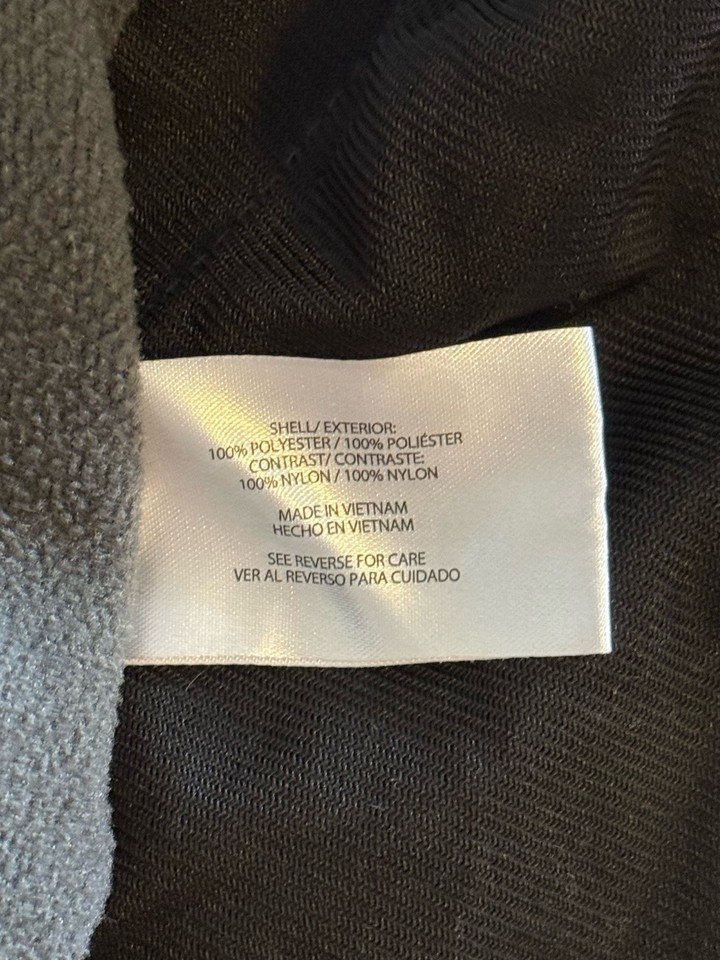 SHELL/ EXTERIOR:
100% POLYESTER / 100% POLIÉSTER
CONTRAST/ CONTRASTE:
100% NYLON / 100% NYLON
MADE IN VIETNAM
HECHO EN VIETNAM
SEE REVERSE FOR CARE
VER AL REVERSO PARA CUIDADO